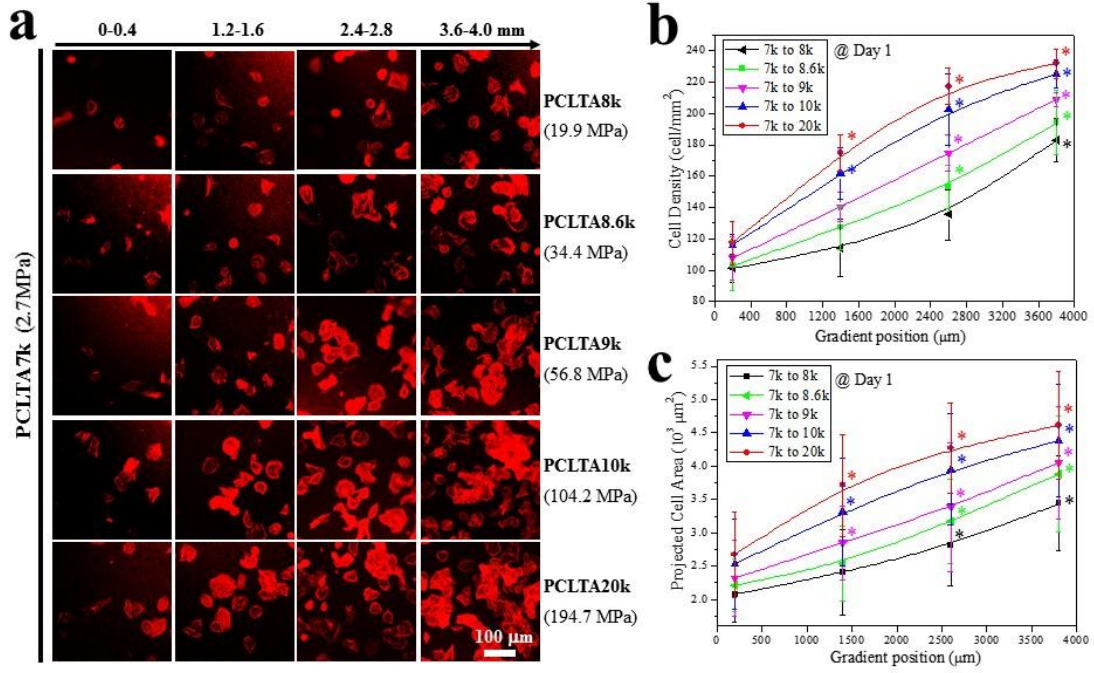 a
0-0.4 1.2-1.6 2.4-2.8 3.6-4.0 mm
PCLTA7k (2.7MPa)
PCLTA8k
(19.9 MPa)
PCLTA8.6k
(34.4 MPa)
PCLTA9k
(56.8 MPa)
PCLTA10k
(104.2 MPa)
PCLTA20k
(194.7 MPa)
100 μm
b
7k to 8k
7k to 8.6k
7k to 9k
7k to 10k
7k to 20k
@ Day 1
Cell Density (cell/mm²)
240
220
200
180
160
140
120
100
80
0 400 800 1200 1600 2000 2400 2800 3200 3600 4000
Gradient position (μm)
* * * * * * * * * * *
c
7k to 8k
7k to 8.6k
7k to 9k
7k to 10k
7k to 20k
@ Day 1
Projected Cell Area (10³ μm²)
5.5
5.0
4.5
4.0
3.5
3.0
2.5
2.0
0 500 1000 1500 2000 2500 3000 3500 4000
Gradient position (μm)
* * * * * * * * * * * * *